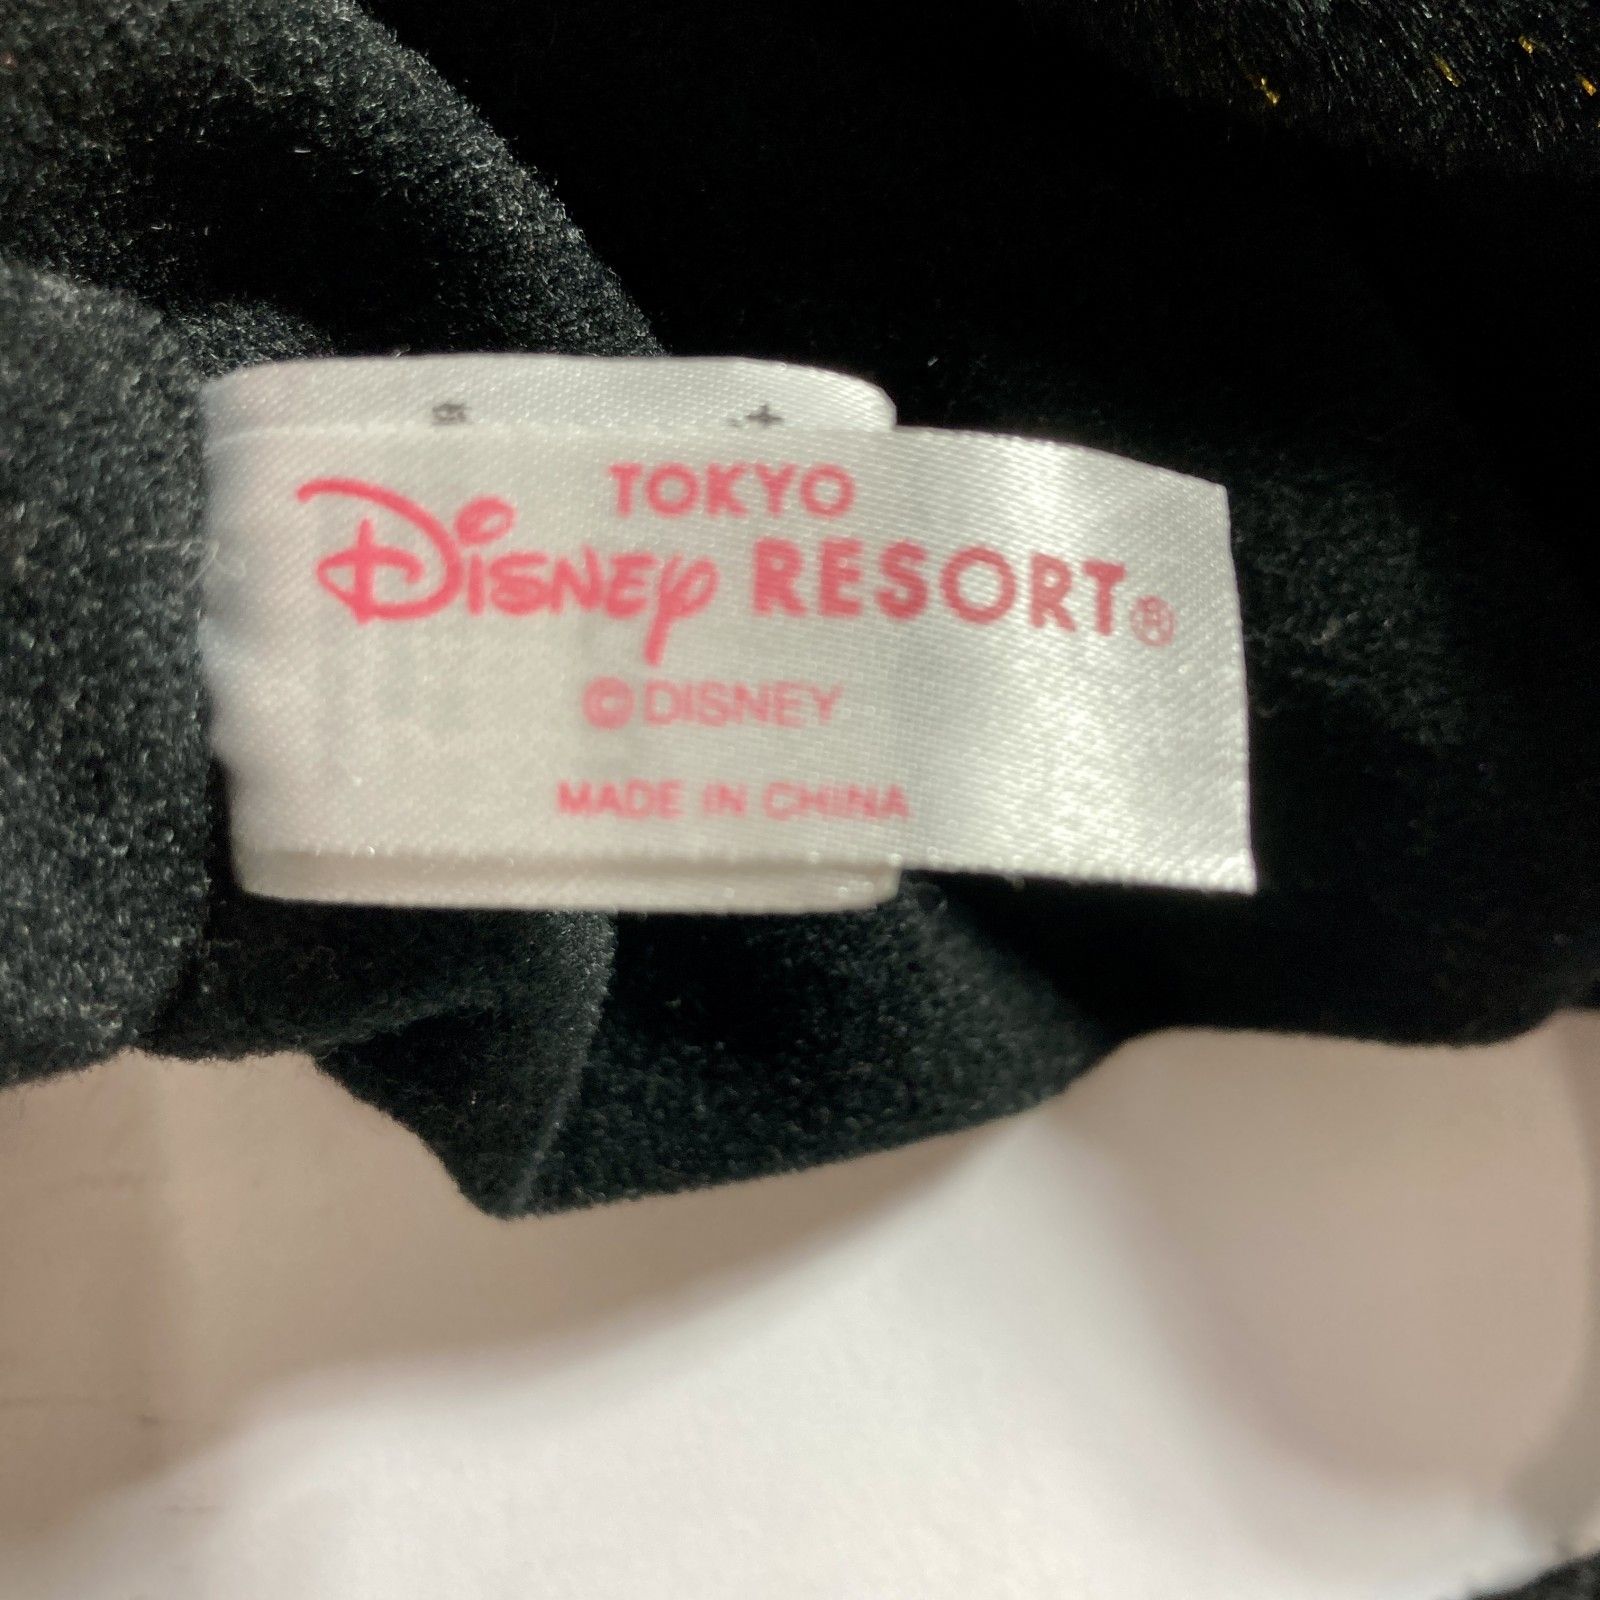 TOKYO
Disney RESORT®
©DISNEY
MADE IN CHINA